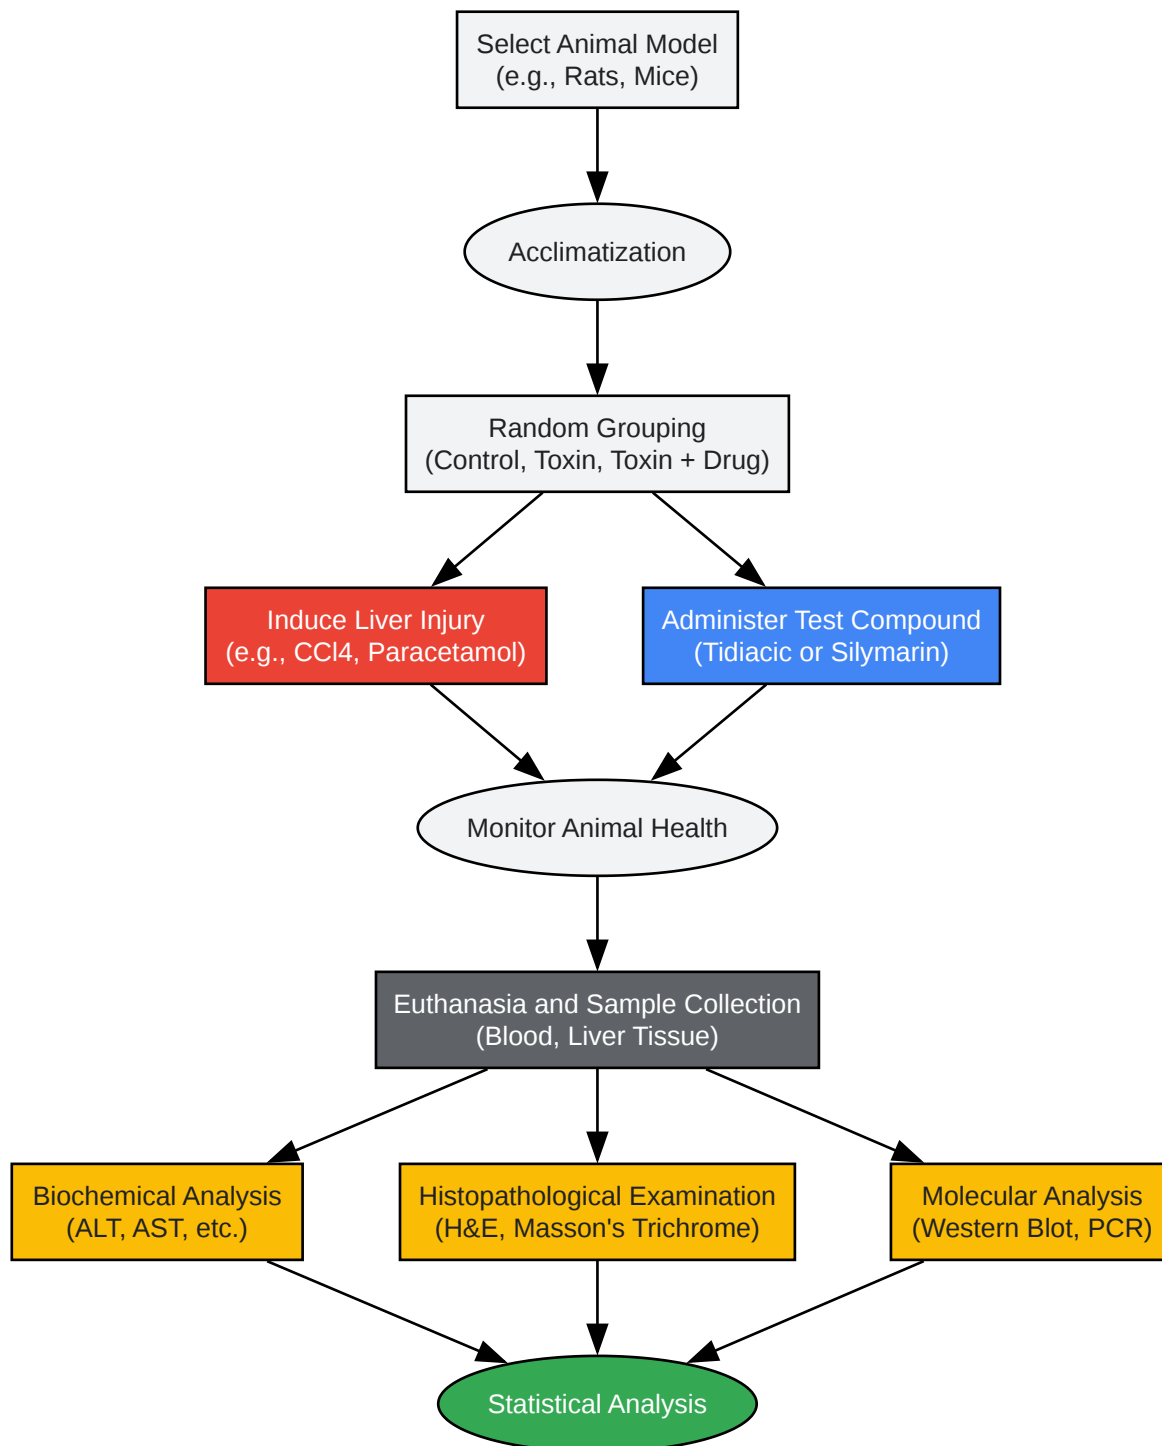 Select Animal Model
(e.g., Rats, Mice)
Acclimatization
Random Grouping
(Control, Toxin, Toxin + Drug)
Induce Liver Injury
(e.g., CCl4, Paracetamol)
Administer Test Compound
(Tidiacic or Silymarin)
Monitor Animal Health
Euthanasia and Sample Collection
(Blood, Liver Tissue)
Biochemical Analysis
(ALT, AST, etc.)
Histopathological Examination
(H&E, Masson's Trichrome)
Molecular Analysis
(Western Blot, PCR)
Statistical Analysis